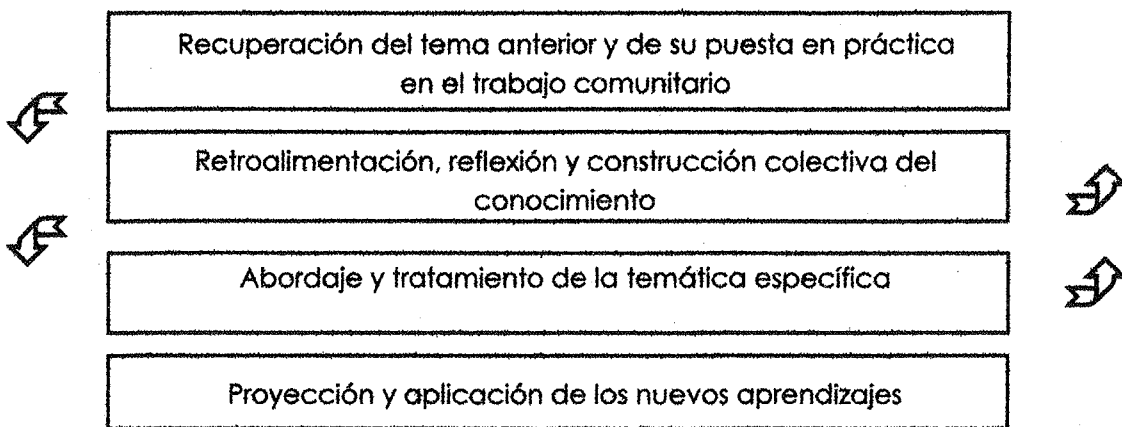 Recuperación del tema anterior y de su puesta en práctica
en el trabajo comunitario
Retroalimentación, reflexión y construcción colectiva del
conocimiento
Abordaje y tratamiento de la temática específica
Proyección y aplicación de los nuevos aprendizajes